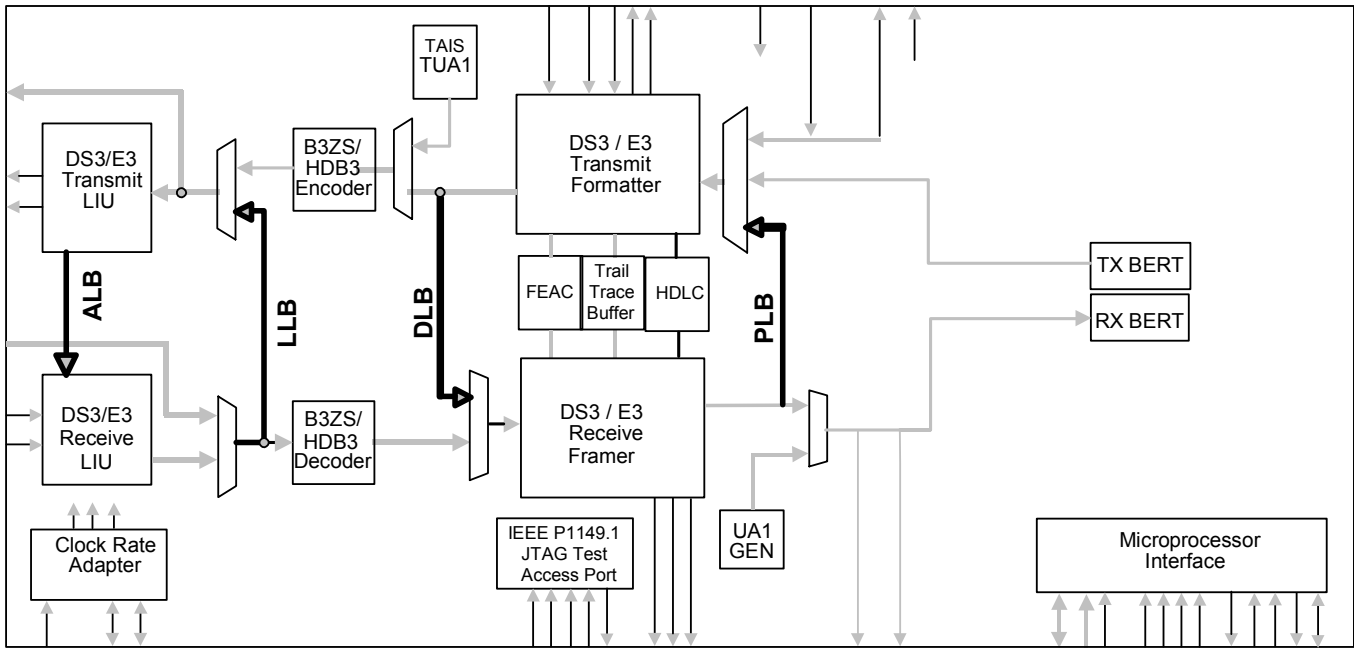 TAIS
TUA1
DS3/E3
Transmit
LIU
B3ZS/
HDB3
Encoder
DS3 / E3
Transmit
Formatter
ALB
LLB
DLB
FEAC
Trail
Trace
Buffer
HDLC
PLB
TX BERT
RX BERT
DS3/E3
Receive
LIU
B3ZS/
HDB3
Decoder
DS3 / E3
Receive
Framer
Clock Rate
Adapter
IEEE P1149.1
JTAG Test
Access Port
UA1
GEN
Microprocessor
Interface